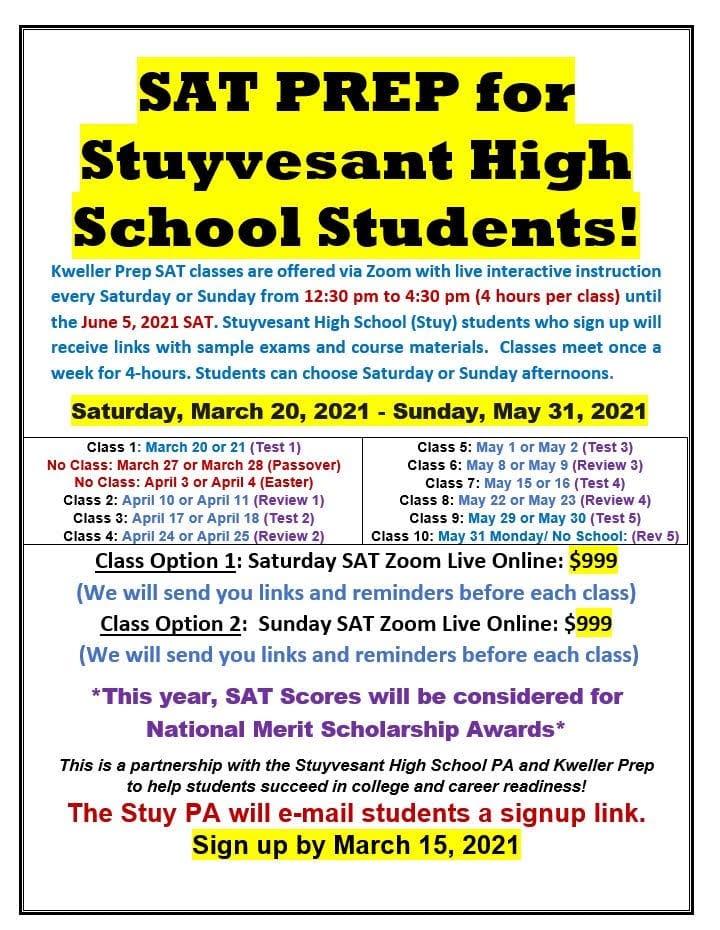 SAT PREP for
Stuyvesant High
School Students!
Kweller Prep SAT classes are offered via Zoom with live interactive instruction
every Saturday or Sunday from 12:30 pm to 4:30 pm (4 hours per class) until
the June 5, 2021 SAT. Stuyvesant High School (Stuy) students who sign up will
receive links with sample exams and course materials.  Classes meet once a
week for 4-hours. Students can choose Saturday or Sunday afternoons.
Saturday, March 20, 2021 - Sunday, May 31, 2021
Class 1: March 20 or 21 (Test 1)
No Class: March 27 or March 28 (Passover)
No Class: April 3 or April 4 (Easter)
Class 2: April 10 or April 11 (Review 1)
Class 3: April 17 or April 18 (Test 2)
Class 4: April 24 or April 25 (Review 2)
Class 5: May 1 or May 2 (Test 3)
Class 6: May 8 or May 9 (Review 3)
Class 7: May 15 or 16 (Test 4)
Class 8: May 22 or May 23 (Review 4)
Class 9: May 29 or May 30 (Test 5)
Class 10: May 31 Monday/ No School: (Rev 5)
Class Option 1: Saturday SAT Zoom Live Online: $999
(We will send you links and reminders before each class)
Class Option 2:  Sunday SAT Zoom Live Online: $999
(We will send you links and reminders before each class)
*This year, SAT Scores will be considered for
National Merit Scholarship Awards*
This is a partnership with the Stuyvesant High School PA and Kweller Prep
to help students succeed in college and career readiness!
The Stuy PA will e-mail students a signup link.
Sign up by March 15, 2021